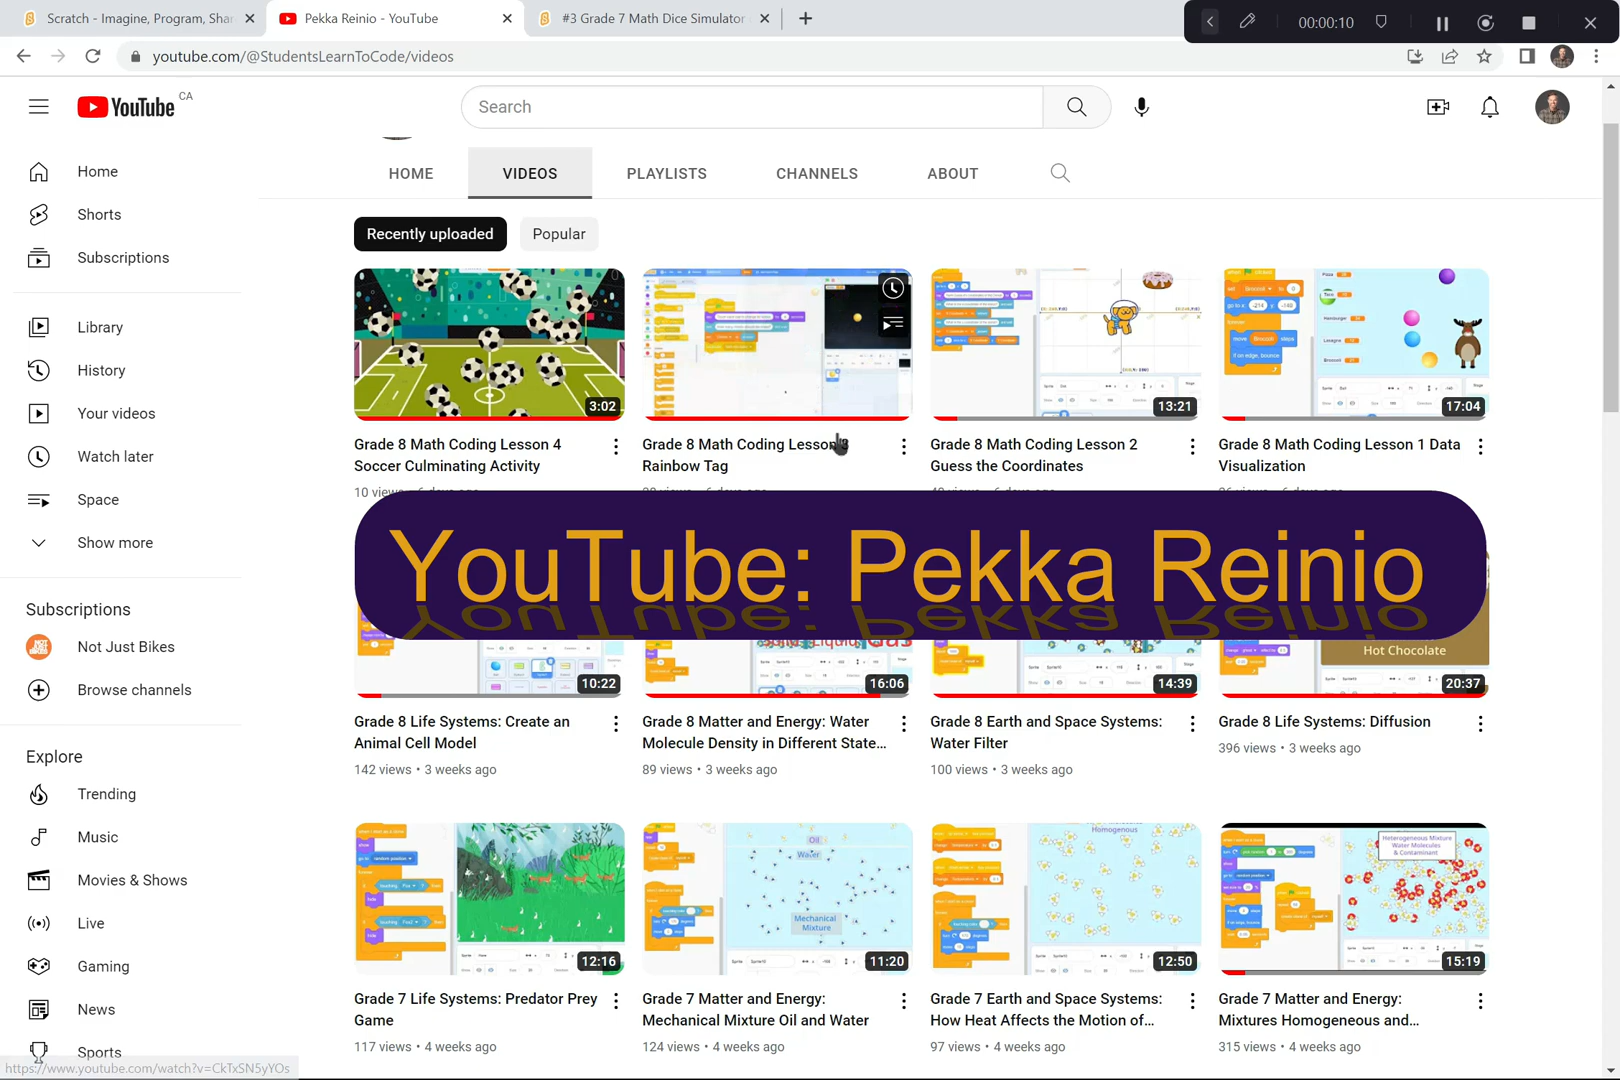 Scratch - Imagine, Program, Shar
Pekka Reinio - YouTube
#3 Grade 7 Math Dice Simulator
00:00:10
youtube.com/@StudentsLearnToCode/videos
YouTube CA
Search
Home
Shorts
Subscriptions
Library
History
Your videos
Watch later
Space
Show more
Subscriptions
Not Just Bikes
Browse channels
Explore
Trending
Music
Movies & Shows
Live
Gaming
News
Sports
https://www.youtube.com/watch?v=CkTxSN5yYOs
HOME VIDEOS PLAYLISTS CHANNELS ABOUT
Recently uploaded Popular
3:02
13:21
17:04
Grade 8 Math Coding Lesson 4
Soccer Culminating Activity
10 views
Grade 8 Math Coding Lesson 3
Rainbow Tag
Grade 8 Math Coding Lesson 2
Guess the Coordinates
Grade 8 Math Coding Lesson 1 Data
Visualization
YouTube: Pekka Reinio
Hot Chocolate
10:22
16:06
14:39
20:37
Grade 8 Life Systems: Create an
Animal Cell Model
142 views • 3 weeks ago
Grade 8 Matter and Energy: Water
Molecule Density in Different State...
89 views • 3 weeks ago
Grade 8 Earth and Space Systems:
Water Filter
100 views • 3 weeks ago
Grade 8 Life Systems: Diffusion
396 views • 3 weeks ago
Oil
Water
Mechanical
Mixture
Homogenous
Heterogeneous Mixture
Water Molecules
& Contaminant
12:16
11:20
12:50
15:19
Grade 7 Life Systems: Predator Prey
Game
117 views • 4 weeks ago
Grade 7 Matter and Energy:
Mechanical Mixture Oil and Water
124 views • 4 weeks ago
Grade 7 Earth and Space Systems:
How Heat Affects the Motion of...
97 views • 4 weeks ago
Grade 7 Matter and Energy:
Mixtures Homogeneous and...
315 views • 4 weeks ago